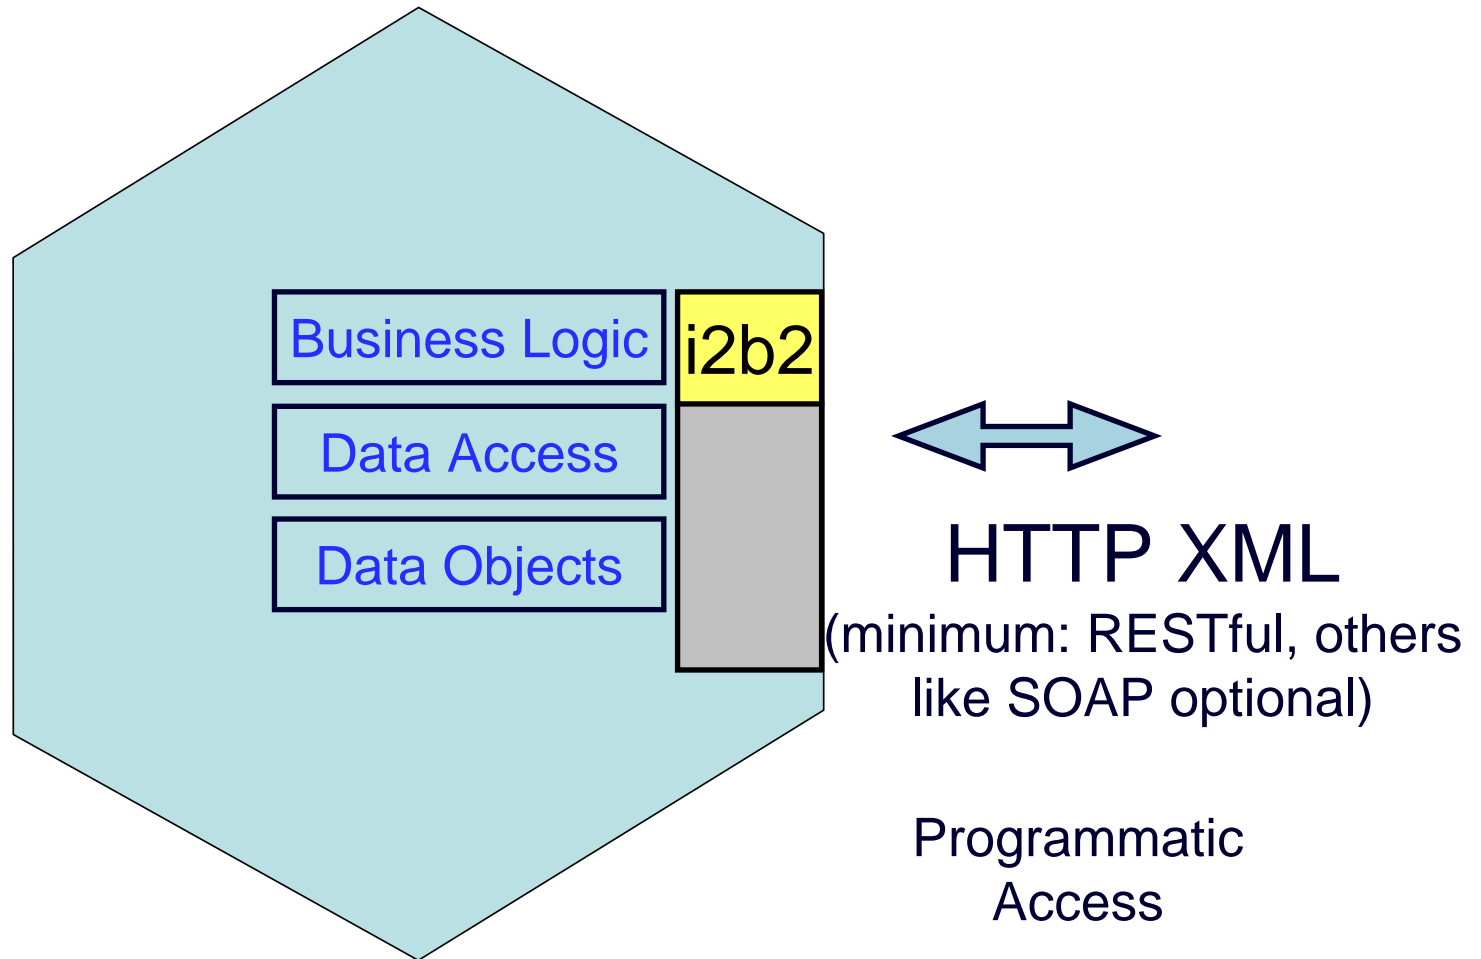 Business Logic
i2b2
Data Access
Data Objects
HTTP XML
(minimum: RESTful, others
like SOAP optional)
Programmatic
Access